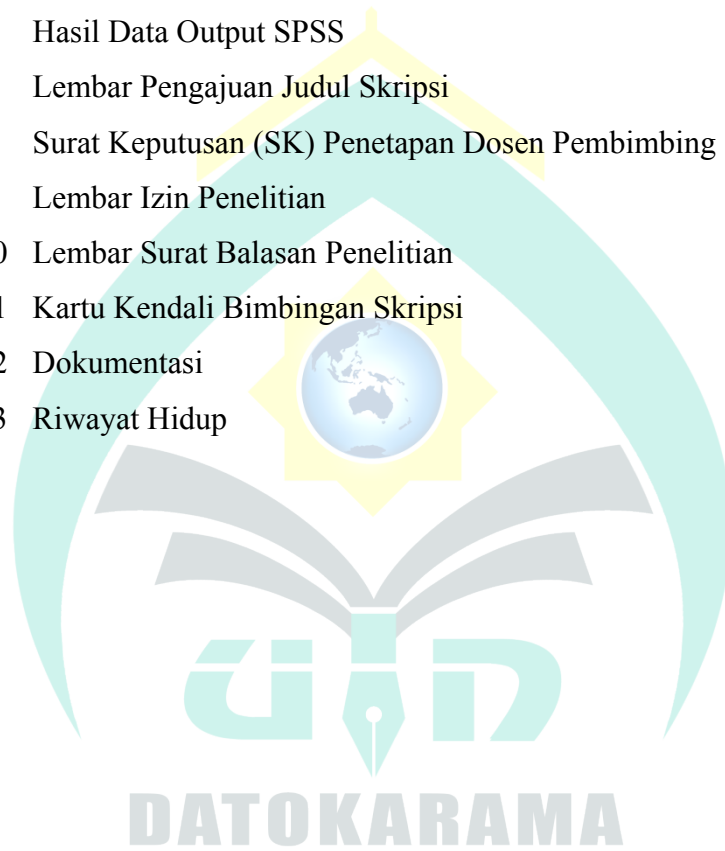 Hasil Data Output SPSS
Lembar Pengajuan Judul Skripsi
Surat Keputusan (SK) Penetapan Dosen Pembimbing
Lembar Izin Penelitian
0 Lembar Surat Balasan Penelitian
1 Kartu Kendali Bimbingan Skripsi
2 Dokumentasi
3 Riwayat Hidup
uin
DATOKARAMA